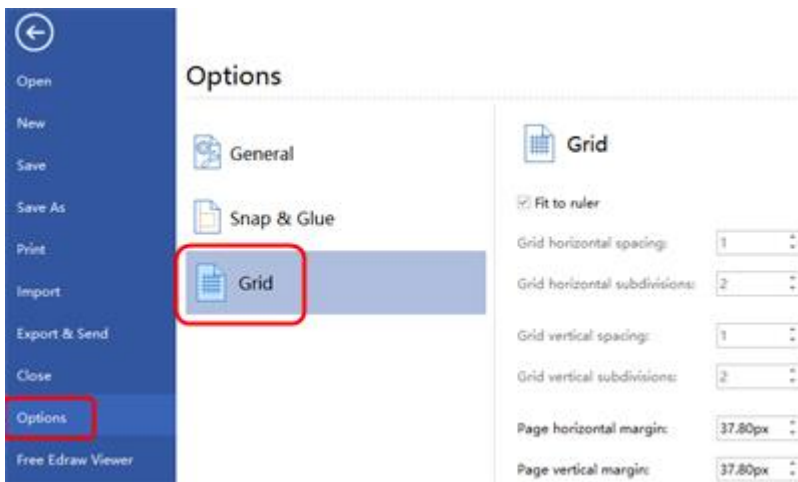 Open
New
Save
Save As
Print
Import
Export & Send
Close
Options
Free Edraw Viewer
Options
General
Snap & Glue
Grid
Grid
Fit to ruler
Grid horizontal spacing: 1
Grid horizontal subdivisions: 2
Grid vertical spacing: 1
Grid vertical subdivisions: 2
Page horizontal margin: 37.80px
Page vertical margin: 37.80px